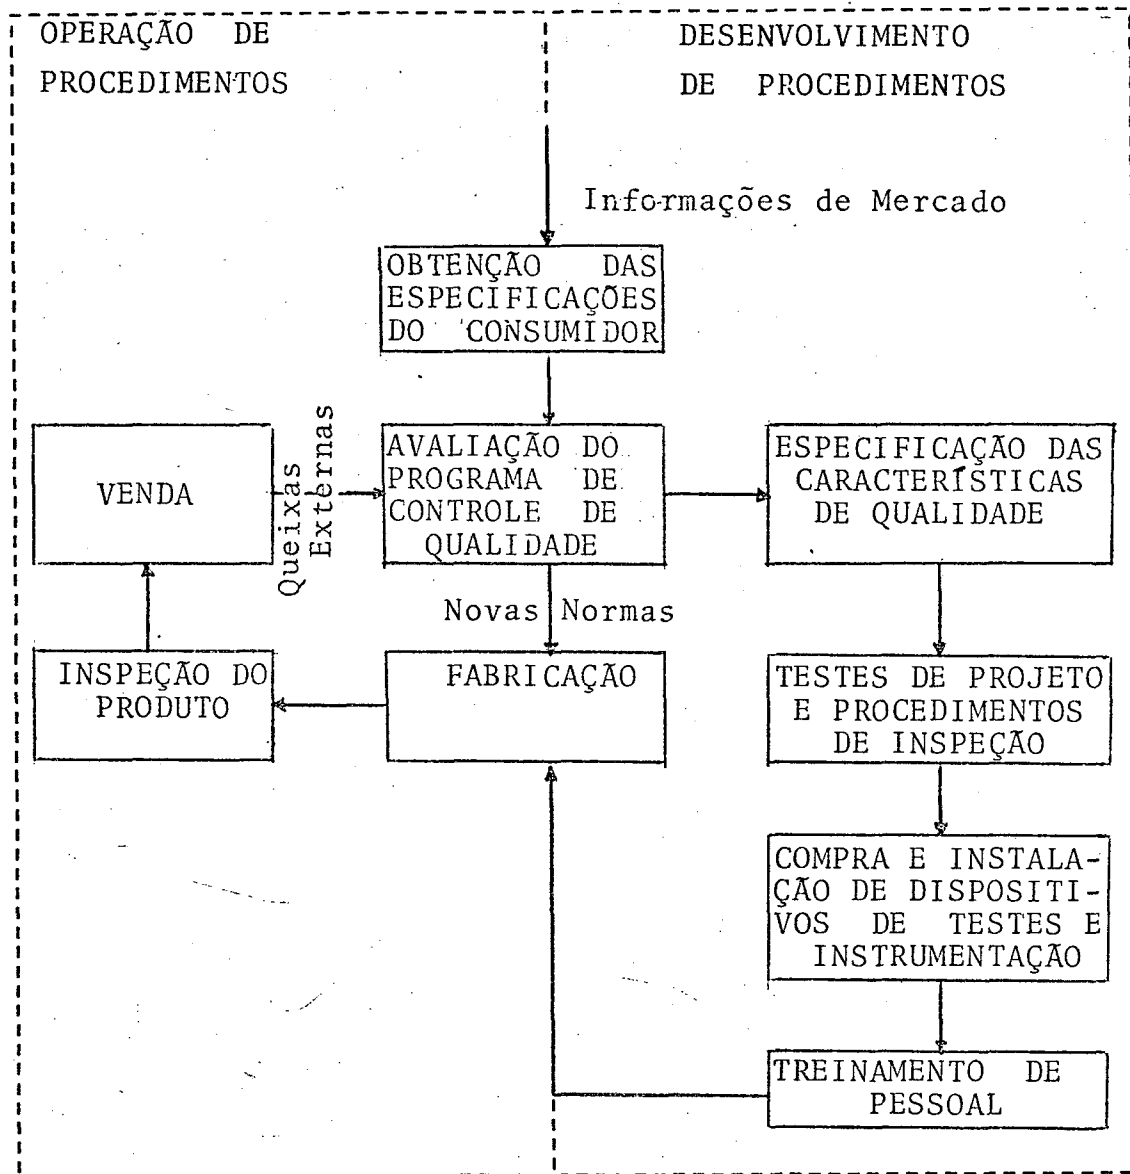 OPERAÇÃO DE
PROCEDIMENTOS
DESENVOLVIMENTO
DE PROCEDIMENTOS
Informações de Mercado
OBTENÇÃO DAS
ESPECIFICAÇÕES
DO CONSUMIDOR
VENDA
Queixas
Externas
AVALIAÇÃO DO
PROGRAMA DE
CONTROLE DE
QUALIDADE
ESPECIFICAÇÃO DAS
CARACTERÍSTICAS
DE QUALIDADE
Novas Normas
INSPEÇÃO DO
PRODUTO
FABRICAÇÃO
TESTES DE PROJETO
E PROCEDIMENTOS
DE INSPEÇÃO
COMPRA E INSTALA-
ÇÃO DE DISPOSITI-
VOS DE TESTES E
INSTRUMENTAÇÃO
TREINAMENTO DE
PESSOAL